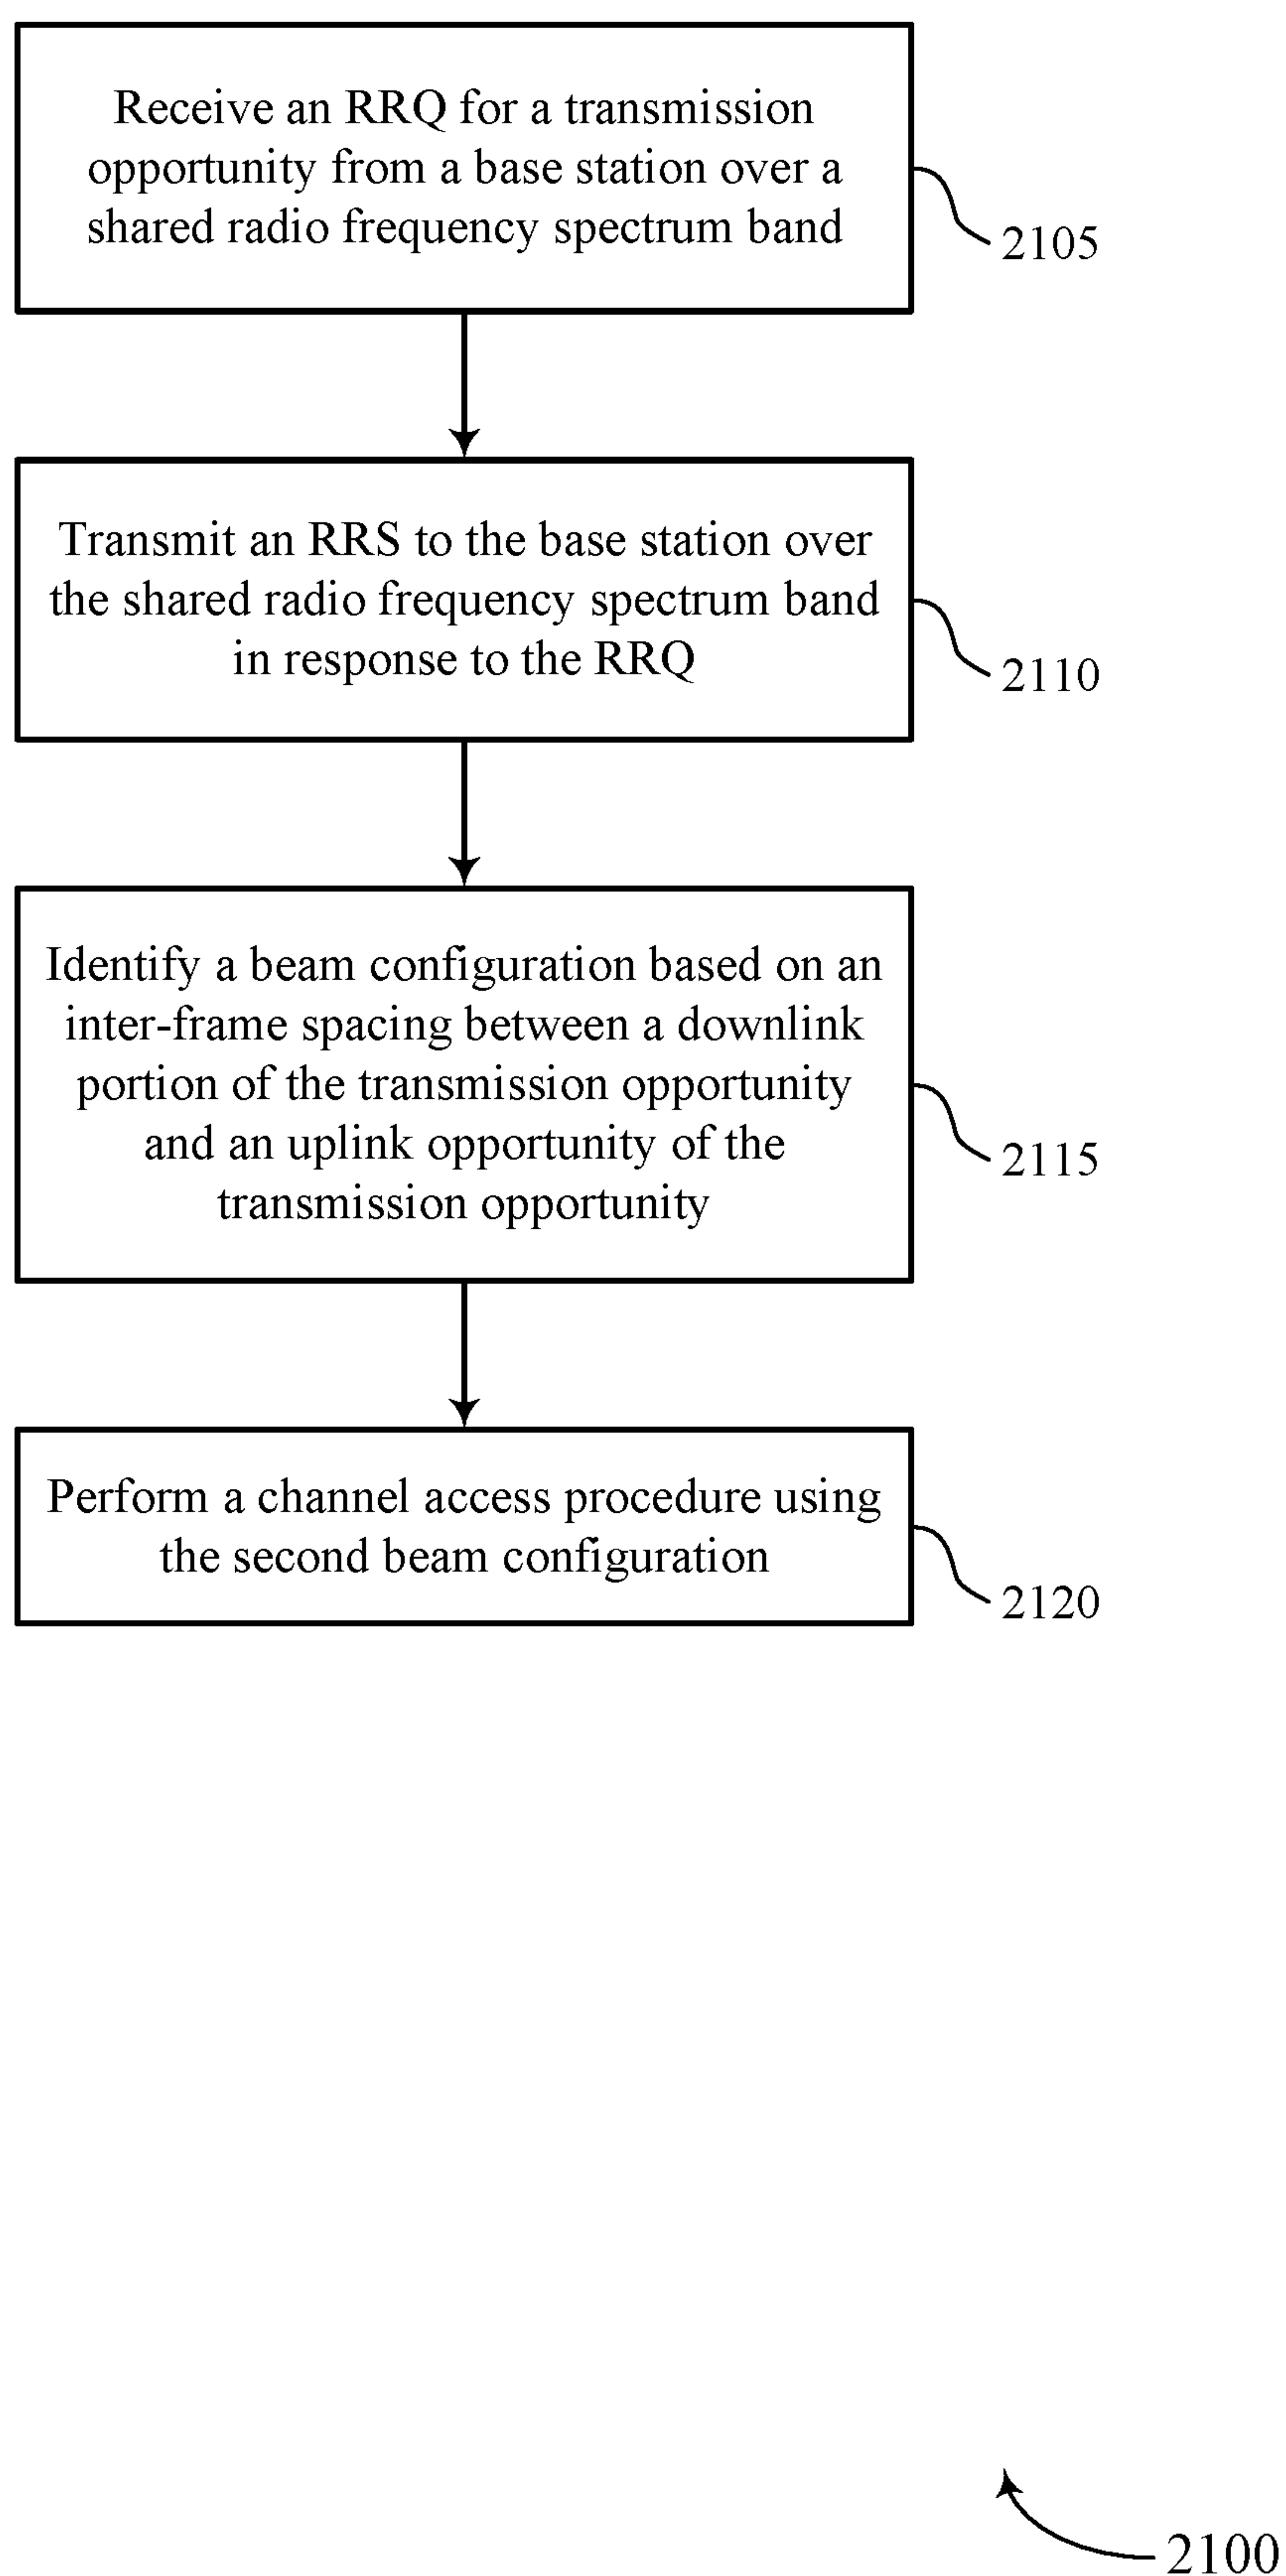 Receive an RRQ for a transmission
opportunity from a base station over a
shared radio frequency spectrum band
2105
Transmit an RRS to the base station over
the shared radio frequency spectrum band
in response to the RRQ
2110
Identify a beam configuration based on an
inter-frame spacing between a downlink
portion of the transmission opportunity
and an uplink opportunity of the
transmission opportunity
2115
Perform a channel access procedure using
the second beam configuration
2120
2100